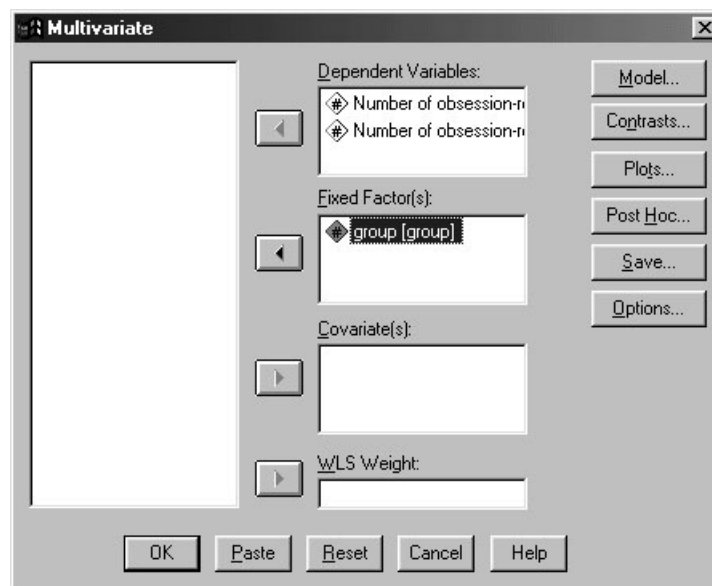 Multivariate
Dependent Variables:
# Number of obsession-r
# Number of obsession-r
Fixed Factor(s):
# group [group]
Covariate(s):
WLS Weight:
Model...
Contrasts...
Plots...
Post Hoc...
Save...
Options...
OK Paste Reset Cancel Help